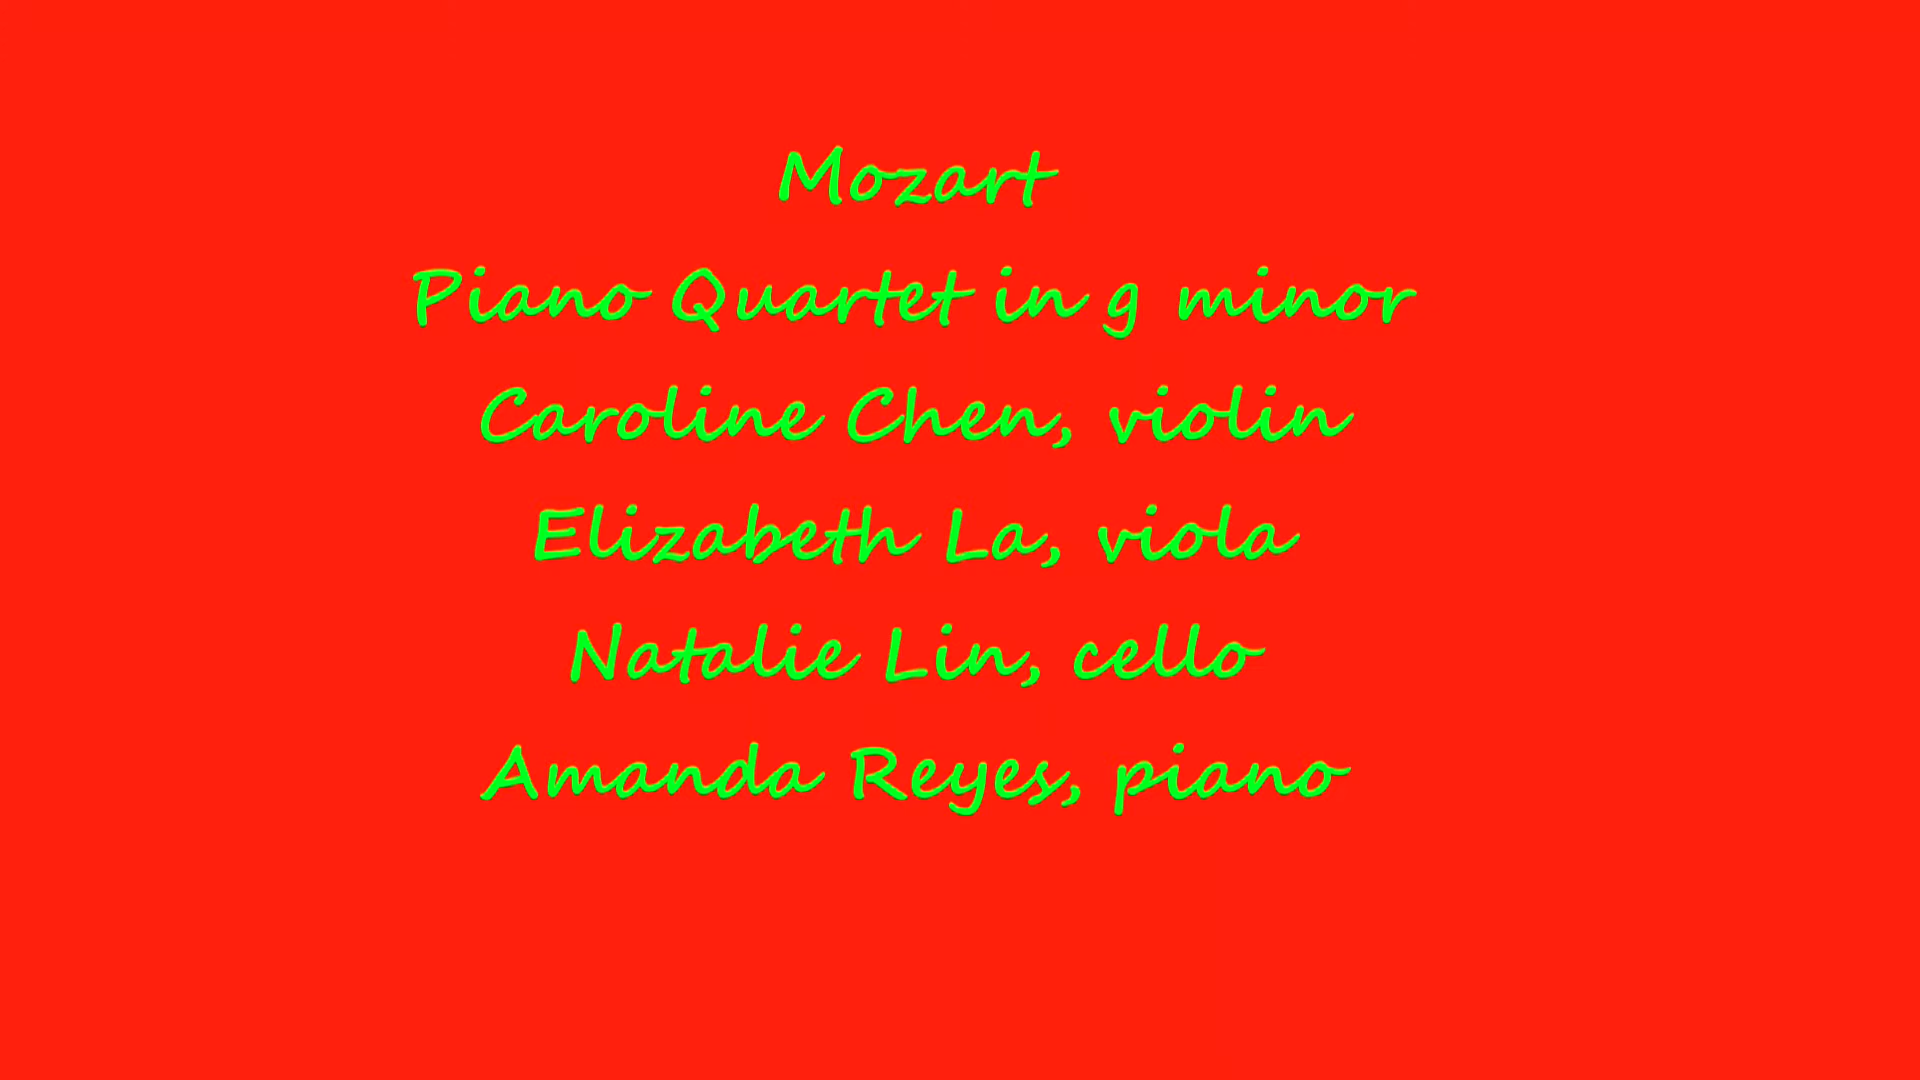 Mozart
Piano Quartet in g minor
Caroline Chen, violin
Elizabeth La, viola
Natalie Lin, cello
Amanda Reyes, piano